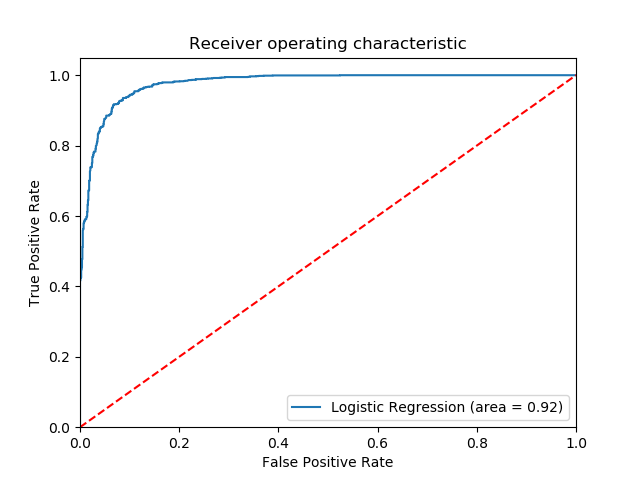 Receiver operating characteristic
True Positive Rate
1.0
0.8
0.6
0.4
0.2
0.0
0.0 0.2 0.4 0.6 0.8 1.0
False Positive Rate
Logistic Regression (area = 0.92)